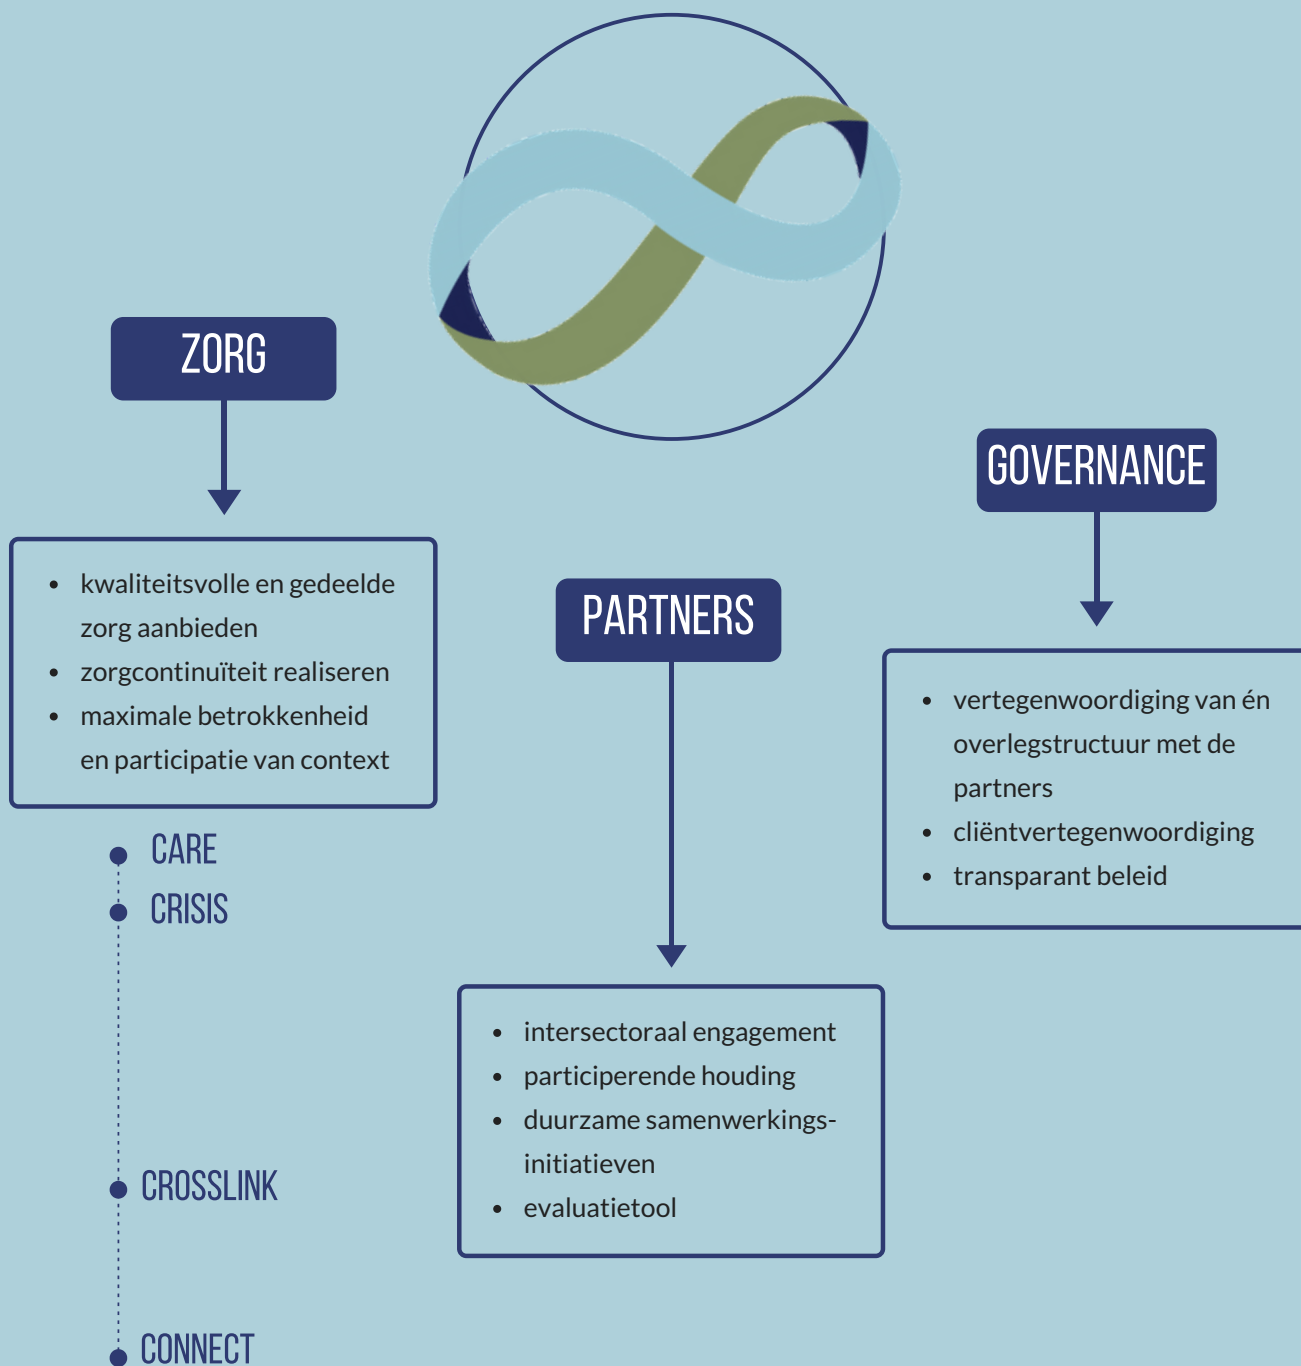 ZORG
kwaliteitsvolle en gedeelde
zorg aanbieden
zorgcontinuïteit realiseren
maximale betrokkenheid
en participatie van context
CARE
CRISIS
CROSSLINK
CONNECT
PARTNERS
intersectoraal engagement
participerende houding
duurzame samenwerkings-
initiatieven
evaluatietool
GOVERNANCE
vertegenwoordiging van én
overlegstructuur met de
partners
cliëntvertegenwoordiging
transparant beleid